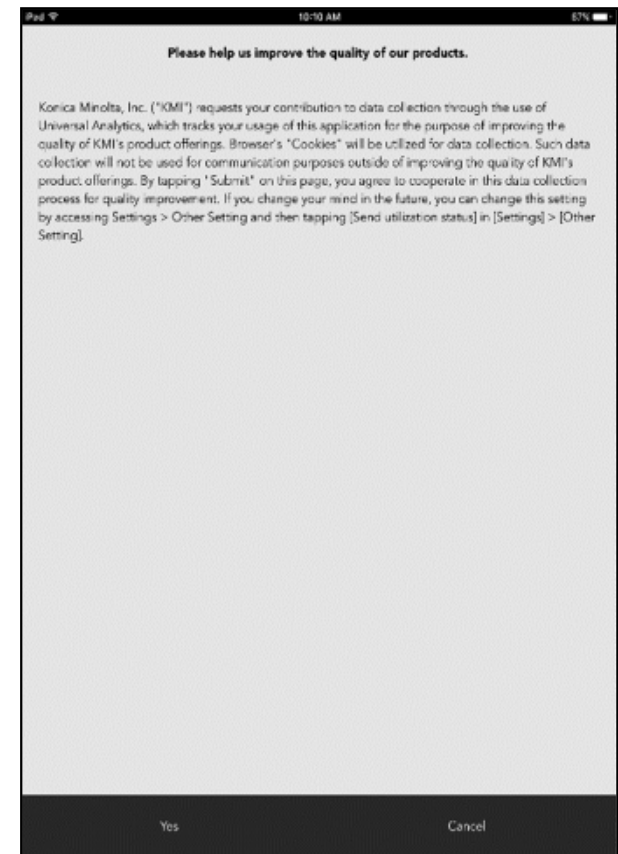 iPad 10:10 AM 67%
Please help us improve the quality of our products.
Konica Minolta, Inc. ("KMI") requests your contribution to data collection through the use of
Universal Analytics, which tracks your usage of this application for the purpose of improving the
quality of KMI's product offerings. Browser's "Cookies" will be utilized for data collection. Such data
collection will not be used for communication purposes outside of improving the quality of KMI's
product offerings. By tapping "Submit" on this page, you agree to cooperate in this data collection
process for quality improvement. If you change your mind in the future, you can change this setting
by accessing Settings > Other Setting and then tapping [Send utilization status] in [Settings] > [Other
Setting].
Yes Cancel